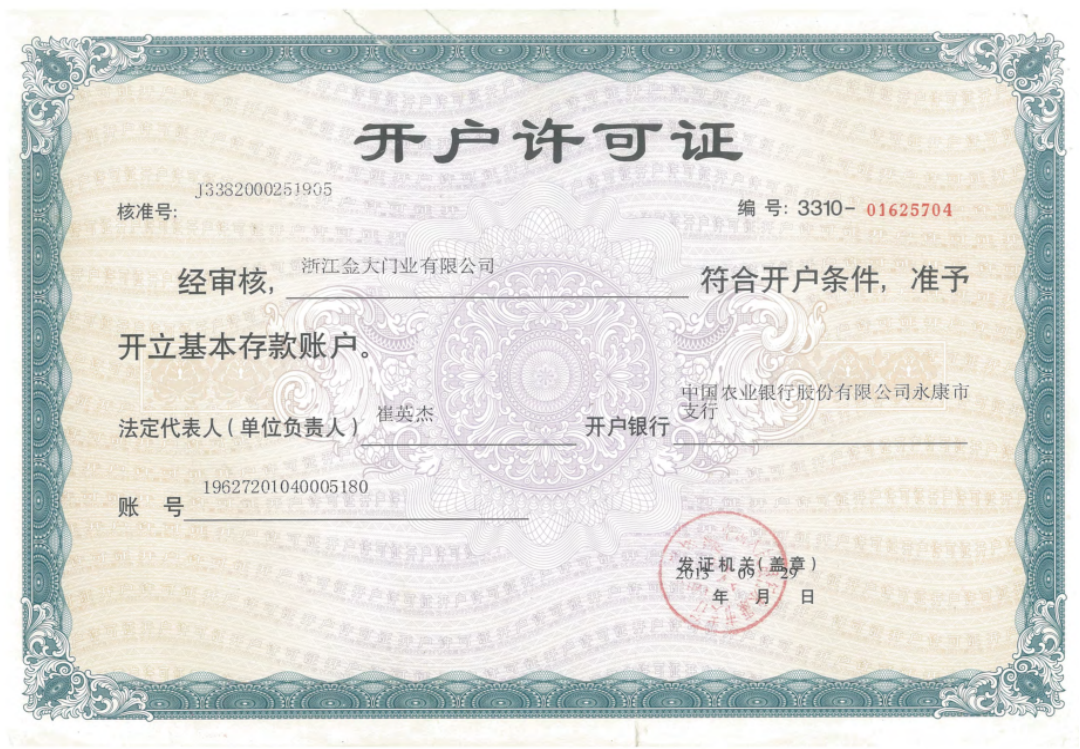 开户许可证
核准号: J3382000251905
编 号: 3310- 01625704
经审核, 浙江金大门业有限公司 符合开户条件, 准予
开立基本存款账户。
法定代表人(单位负责人) 崔英杰 开户银行 中国农业银行股份有限公司永康市
支行
账 号 19627201040005180
发证机关(盖章)
2015 09 29
年 月 日